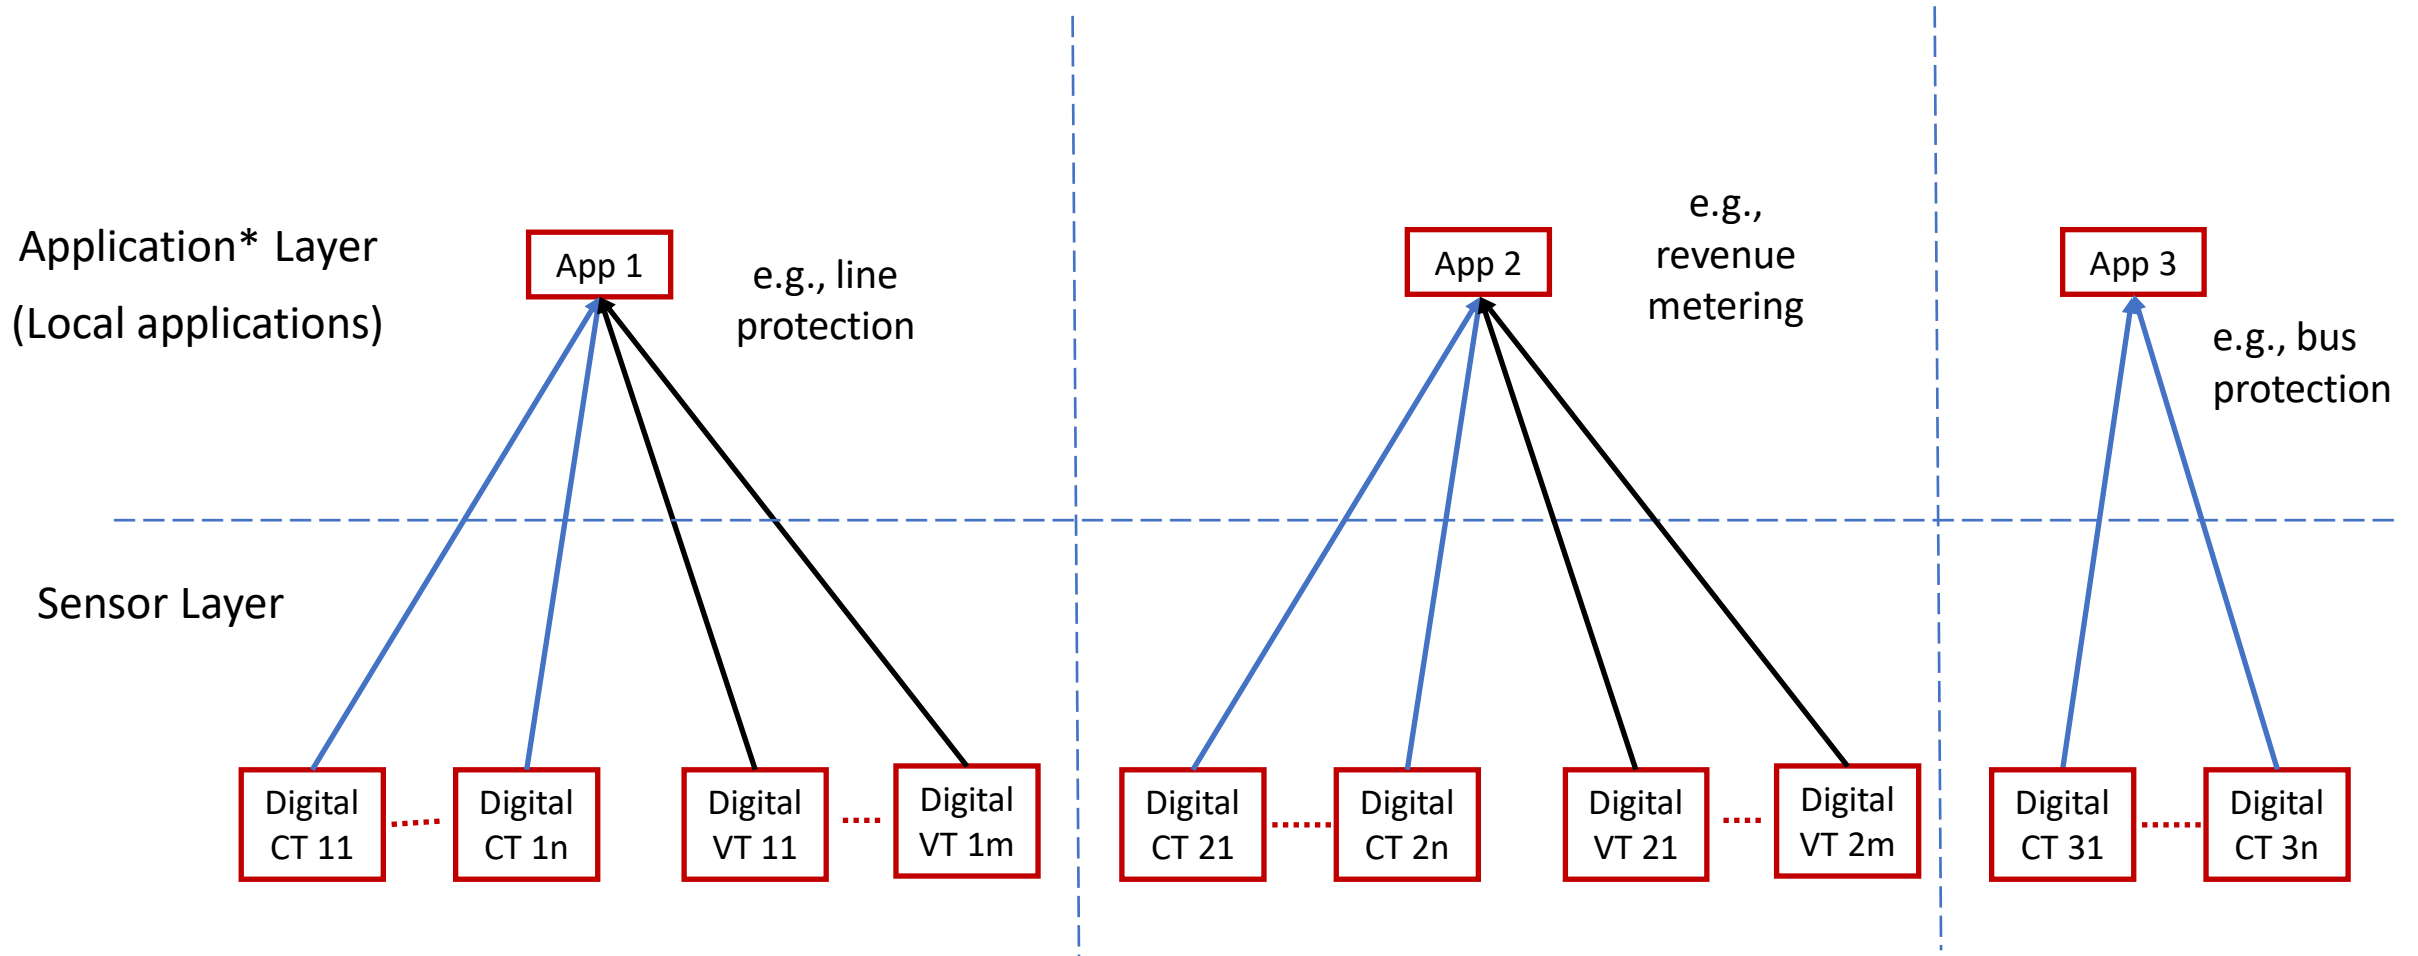 Application* Layer
(Local applications)
App 1
e.g., line
protection
App 2
e.g.,
revenue
metering
App 3
e.g., bus
protection
Sensor Layer
Digital
CT 11
Digital
CT 1n
Digital
VT 11
Digital
VT 1m
Digital
CT 21
Digital
CT 2n
Digital
VT 21
Digital
VT 2m
Digital
CT 31
Digital
CT 3n